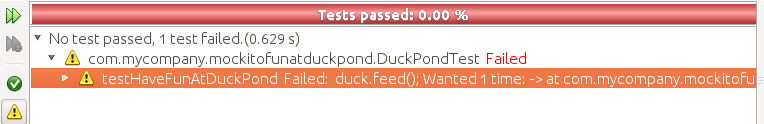 Tests passed: 0.00 %
No test passed, 1 test failed.(0.629 s)
com.mycompany.mockitofunatduckpond.DuckPondTest Failed
testHaveFunAtDuckPond Failed: duck.feed(); Wanted 1 time: -> at com.mycompany.mockitofu